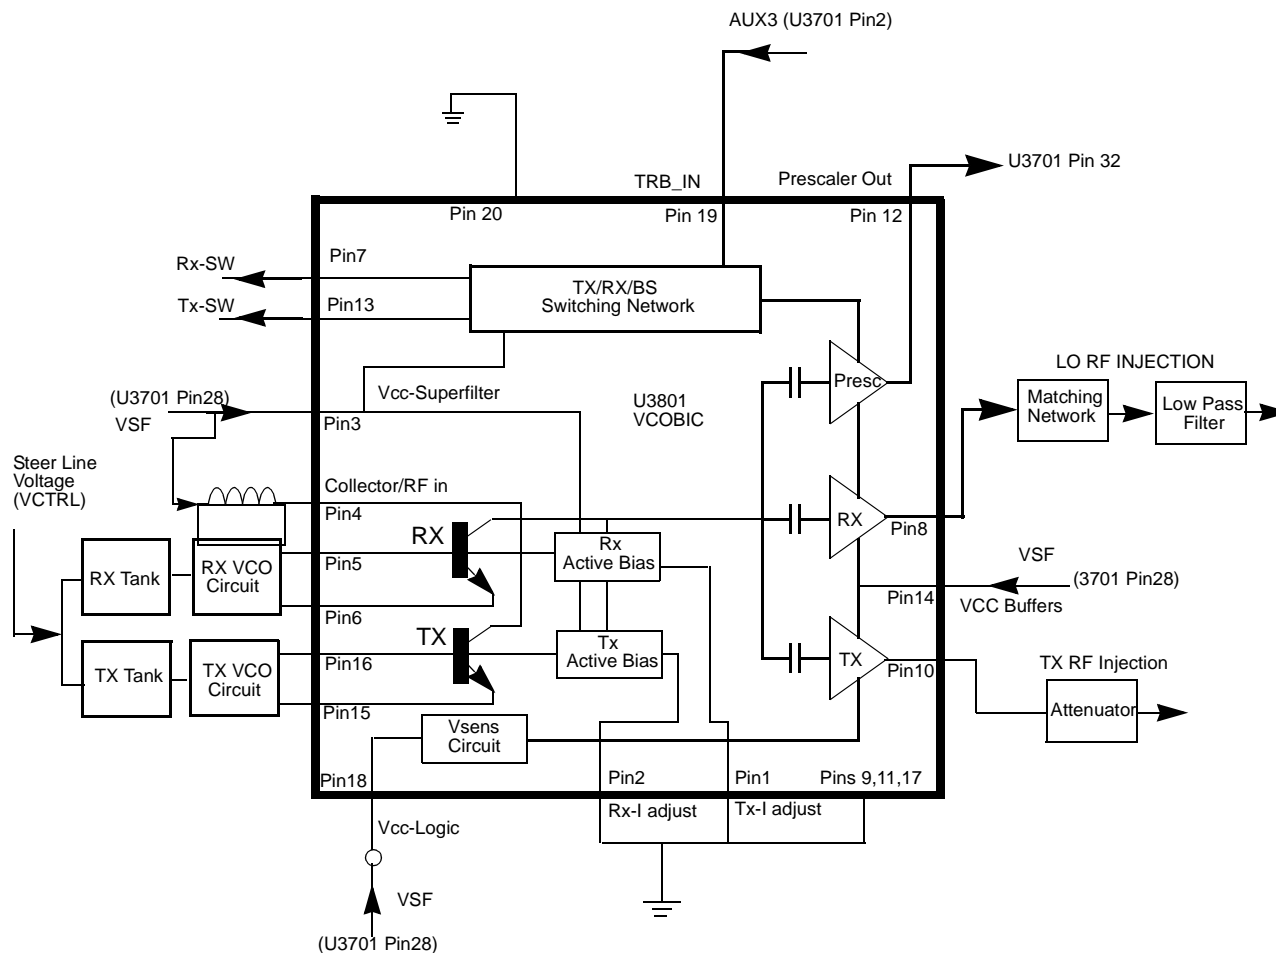 AUX3 (U3701 Pin2)
U3701 Pin 32
TRB_IN
Prescaler Out
Pin 20
Pin 19
Pin 12
Rx-SW
Pin7
Tx-SW
Pin13
TX/RX/BS
Switching Network
LO RF INJECTION
Presc
Matching
Network
Low Pass
Filter
(U3701 Pin28)
VSF
Vcc-Superfilter
Pin3
U3801
VCOBIC
Steer Line
Voltage
(VCTRL)
Collector/RF in
Pin4
RX
Rx
Active Bias
RX
Pin8
RX Tank
RX VCO
Circuit
Pin5
VSF
(3701 Pin28)
Pin14
VCC Buffers
Pin6
TX
Tx
Active Bias
TX
Pin10
TX RF Injection
TX Tank
TX VCO
Circuit
Pin16
Pin15
Attenuator
Vsens
Circuit
Pin18
Pin2
Pin1
Pins 9,11,17
Rx-I adjust
Tx-I adjust
Vcc-Logic
VSF
(U3701 Pin28)